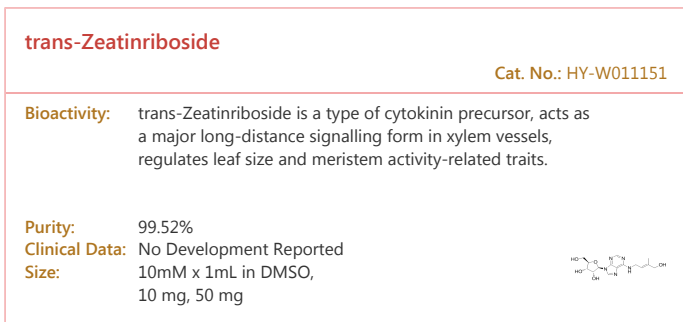 trans-Zeatinriboside
Cat. No.: HY-W011151
Bioactivity: trans-Zeatinriboside is a type of cytokinin precursor, acts as
a major long-distance signalling form in xylem vessels,
regulates leaf size and meristem activity-related traits.
Purity: 99.52%
Clinical Data: No Development Reported
Size: 10mM x 1mL in DMSO,
10 mg, 50 mg